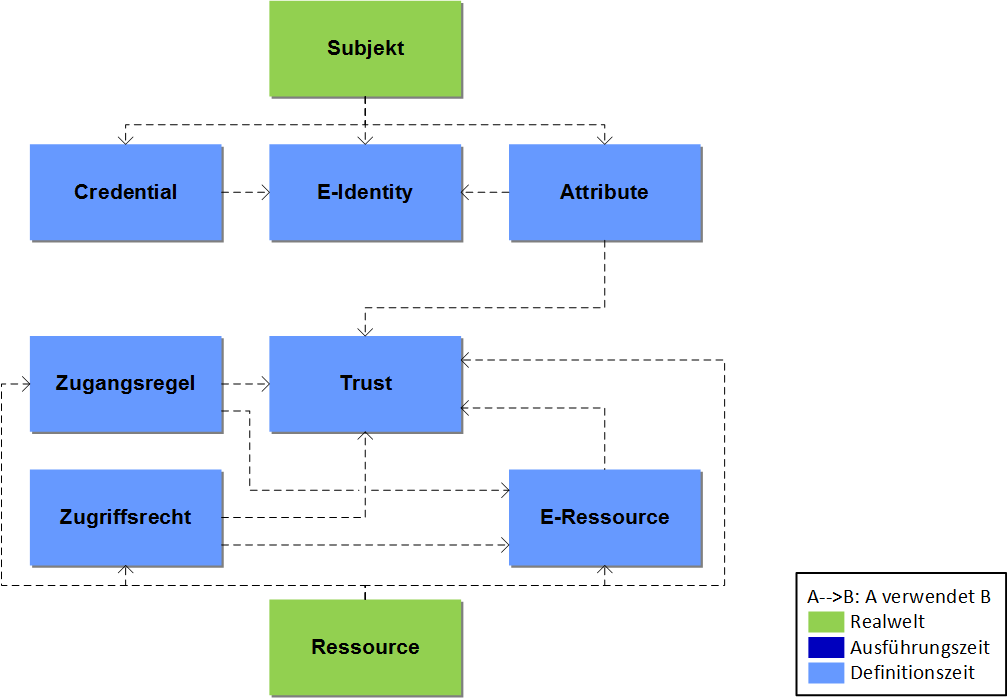 Subjekt
Credential
E-Identity
Attribute
Zugangsregel
Trust
Zugriffsrecht
E-Ressource
Ressource
A-->B: A verwendet B
Realwelt
Ausführungszeit
Definitionszeit